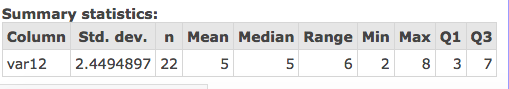 Summary statistics:
Column Std. dev. n Mean Median Range Min Max Q1 Q3
var12 2.4494897 22 5 5 6 2 8 3 7